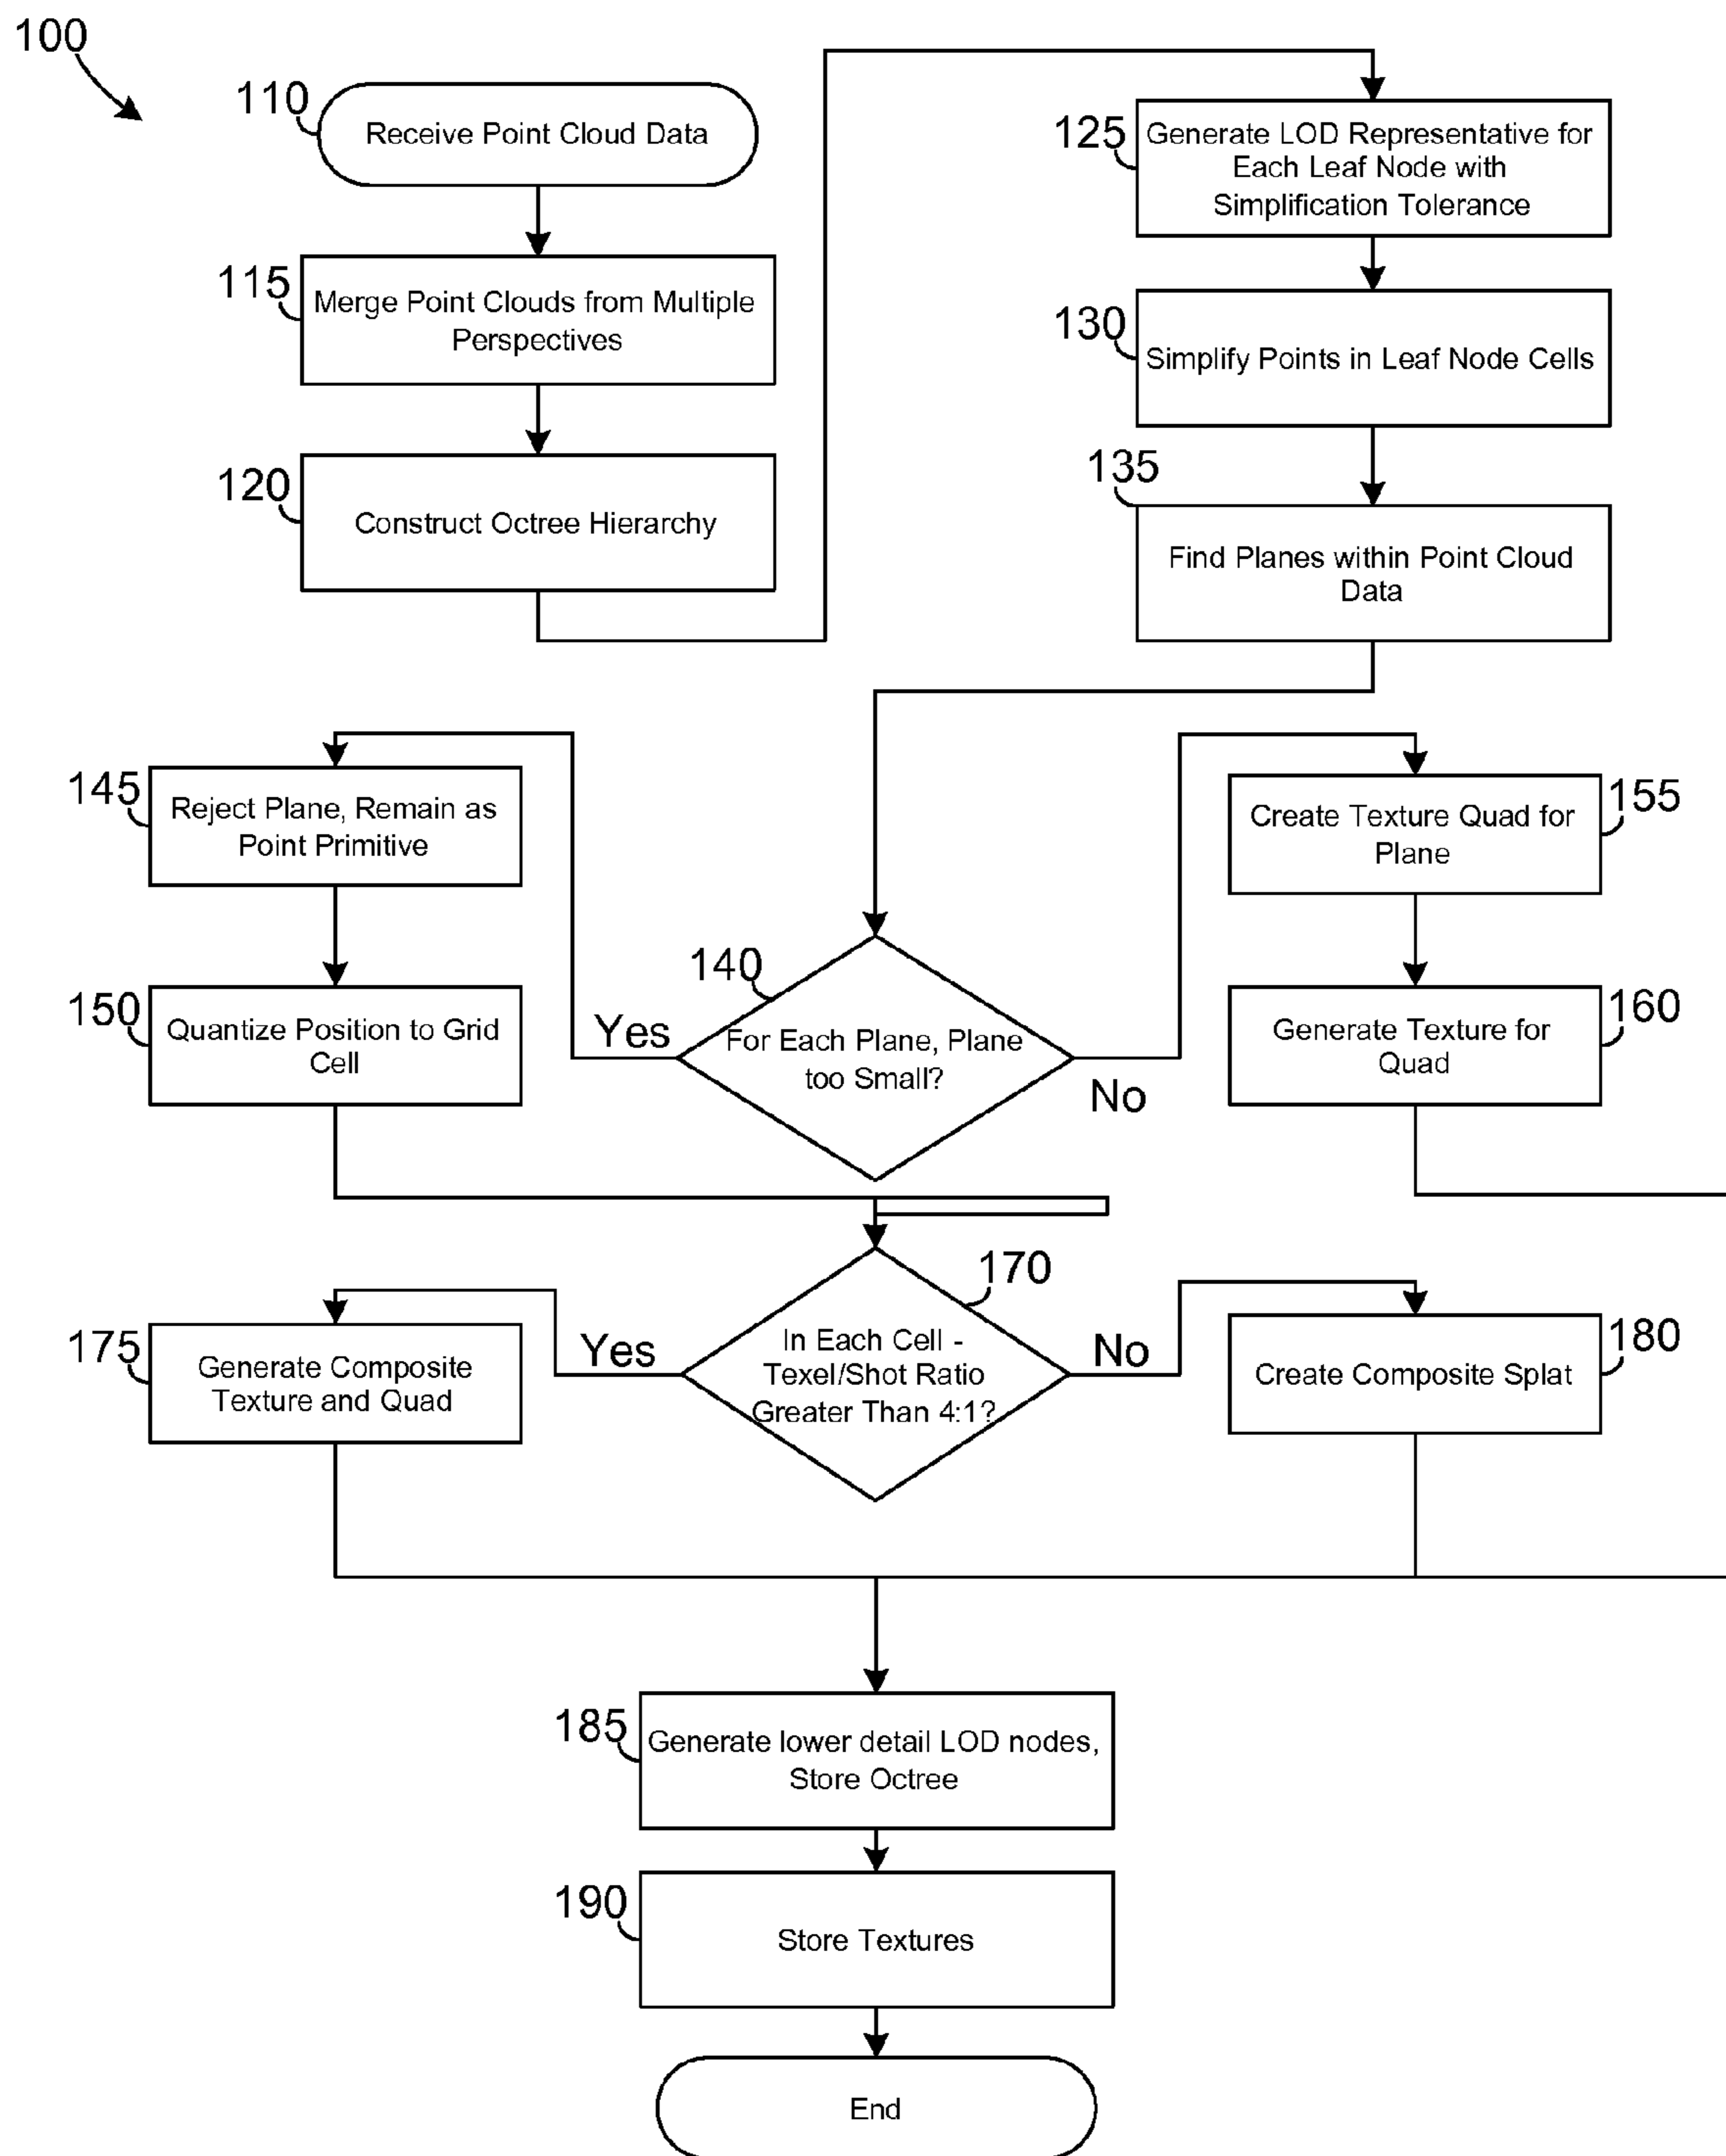 100
110
Receive Point Cloud Data
115
Merge Point Clouds from Multiple
Perspectives
120
Construct Octree Hierarchy
125
Generate LOD Representative for
Each Leaf Node with
Simplification Tolerance
130
Simplify Points in Leaf Node Cells
135
Find Planes within Point Cloud
Data
140
For Each Plane, Plane
too Small?
Yes
No
145
Reject Plane, Remain as
Point Primitive
150
Quantize Position to Grid
Cell
155
Create Texture Quad for
Plane
160
Generate Texture for
Quad
170
In Each Cell -
Texel/Shot Ratio
Greater Than 4:1?
Yes
No
175
Generate Composite
Texture and Quad
180
Create Composite Splat
185
Generate lower detail LOD nodes,
Store Octree
190
Store Textures
End